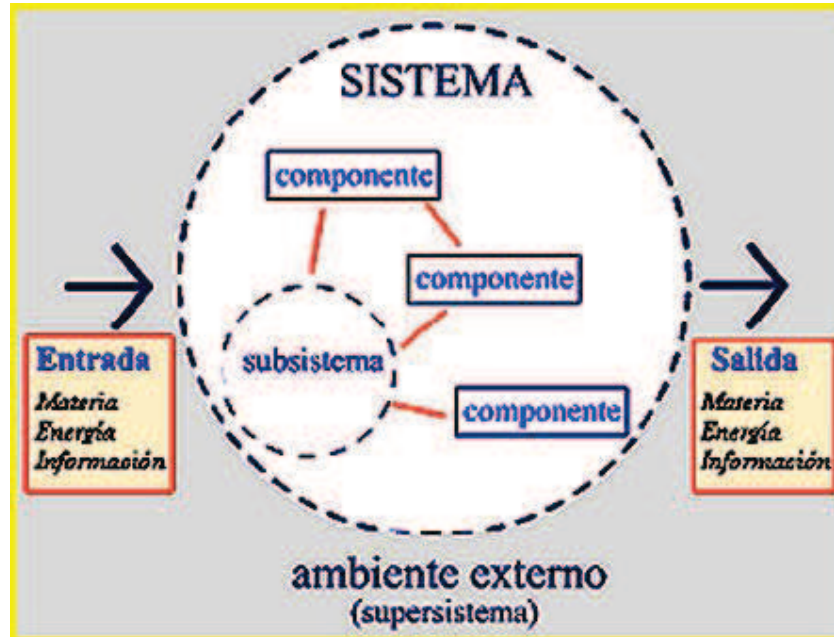 SISTEMA
componente
componente
subsistema
componente
Entrada
Materia
Energía
Información
Salida
Materia
Energía
Información
ambiente externo
(supersistema)